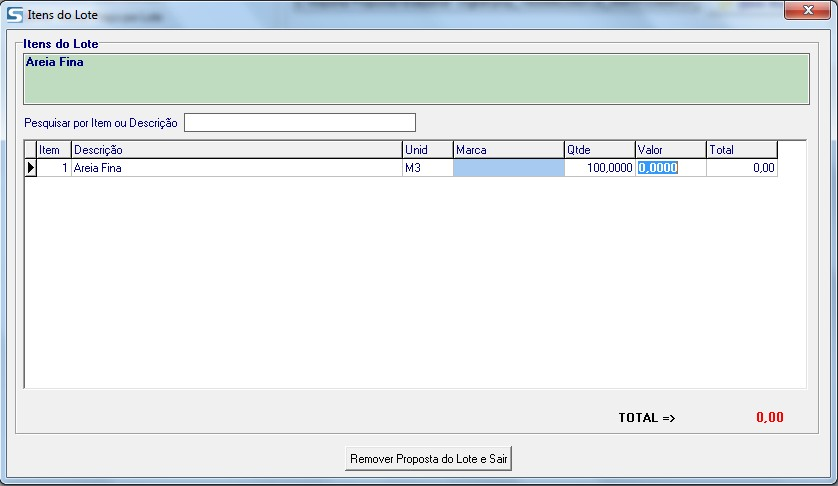 Itens do Lote
Itens do Lote
Areia Fina
Pesquisar por Item ou Descrição
Item Descrição Unid Marca Qtde Valor Total
1 Areia Fina M3 100,0000 0,0000 0,00
TOTAL => 0,00
Remover Proposta do Lote e Sair